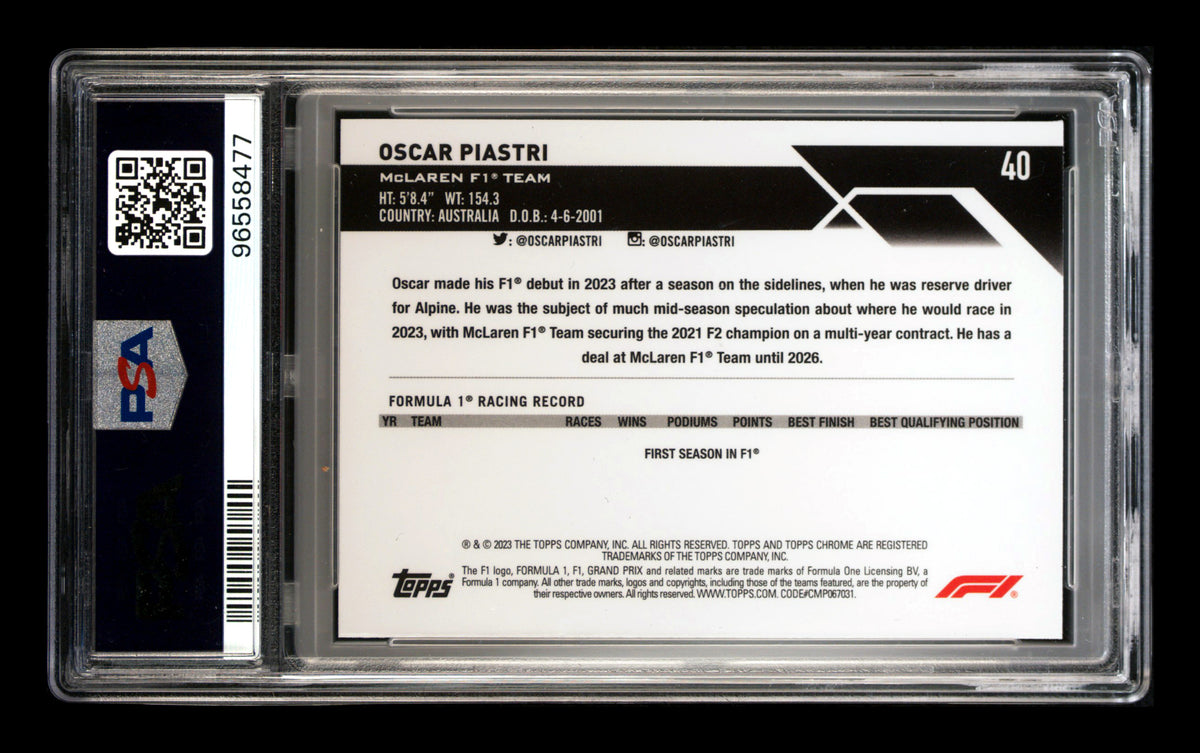 96558477
PSA
OSCAR PIASTRI
40
McLAREN F1® TEAM
HT: 5'8.4" WT: 154.3
COUNTRY: AUSTRALIA D.O.B.: 4-6-2001
: @OSCARPIASTRI : @OSCARPIASTRI
Oscar made his F1® debut in 2023 after a season on the sidelines, when he was reserve driver
for Alpine. He was the subject of much mid-season speculation about where he would race in
2023, with McLaren F1® Team securing the 2021 F2 champion on a multi-year contract. He has a
deal at McLaren F1® Team until 2026.
FORMULA 1® RACING RECORD
YR TEAM RACES WINS PODIUMS POINTS BEST FINISH BEST QUALIFYING POSITION
FIRST SEASON IN F1®
® & © 2023 THE TOPPS COMPANY, INC. ALL RIGHTS RESERVED. TOPPS AND TOPPS CHROME ARE REGISTERED
TRADEMARKS OF THE TOPPS COMPANY, INC.
The F1 logo, FORMULA 1, F1, GRAND PRIX and related marks are trade marks of Formula One Licensing BV, a
Formula 1 company. All other trade marks, logos and copyrights, including those of the teams featured, are the property of
their respective owners. All rights reserved. WWW.TOPPS.COM. CODE#CMP067031.
Topps®
F1®